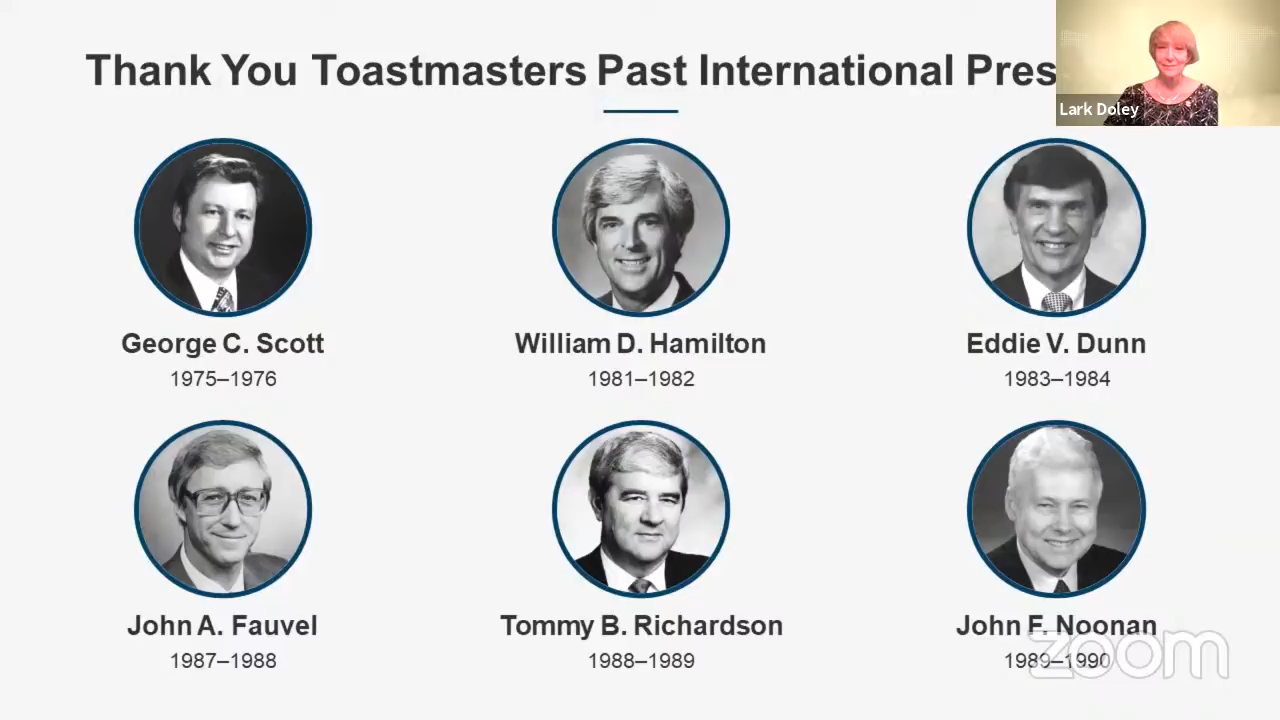 Thank You Toastmasters Past International Pres
Lark Doley
George C. Scott
1975–1976
William D. Hamilton
1981–1982
Eddie V. Dunn
1983–1984
John A. Fauvel
1987–1988
Tommy B. Richardson
1988–1989
John F. Noonan
1989–1990
zoom